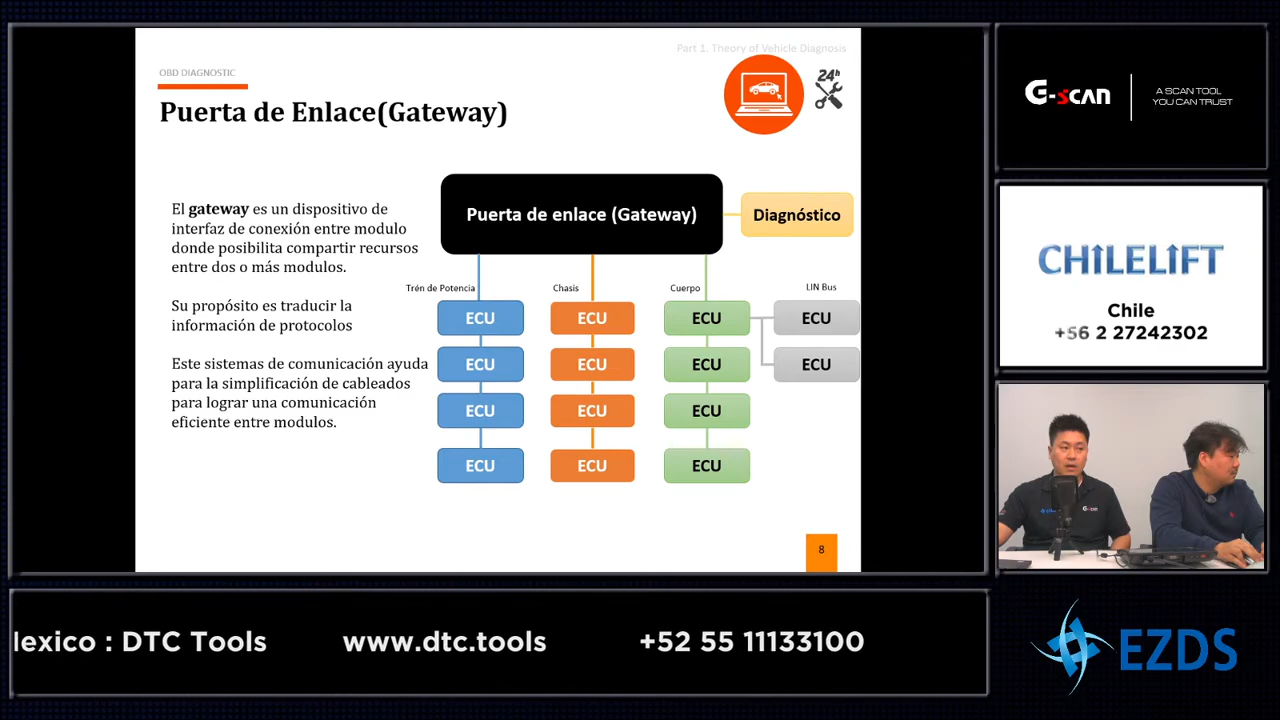 Part 1. Theory of Vehicle Diagnosis
OBD DIAGNOSTIC
24h
Puerta de Enlace(Gateway)
El gateway es un dispositivo de
interfaz de conexión entre modulo
donde posibilita compartir recursos
entre dos o más modulos.
Su propósito es traducir la
información de protocolos
Este sistemas de comunicación ayuda
para la simplificación de cableados
para lograr una comunicación
eficiente entre modulos.
Puerta de enlace (Gateway)
Diagnóstico
Trén de Potencia
Chasis
Cuerpo
LIN Bus
ECU ECU ECU ECU
ECU ECU ECU ECU
ECU ECU ECU
ECU ECU ECU
8
G-SCAN
A SCAN TOOL
YOU CAN TRUST
CHILELIFT
Chile
+56 2 27242302
lexico : DTC Tools www.dtc.tools +52 55 11133100
EZDS